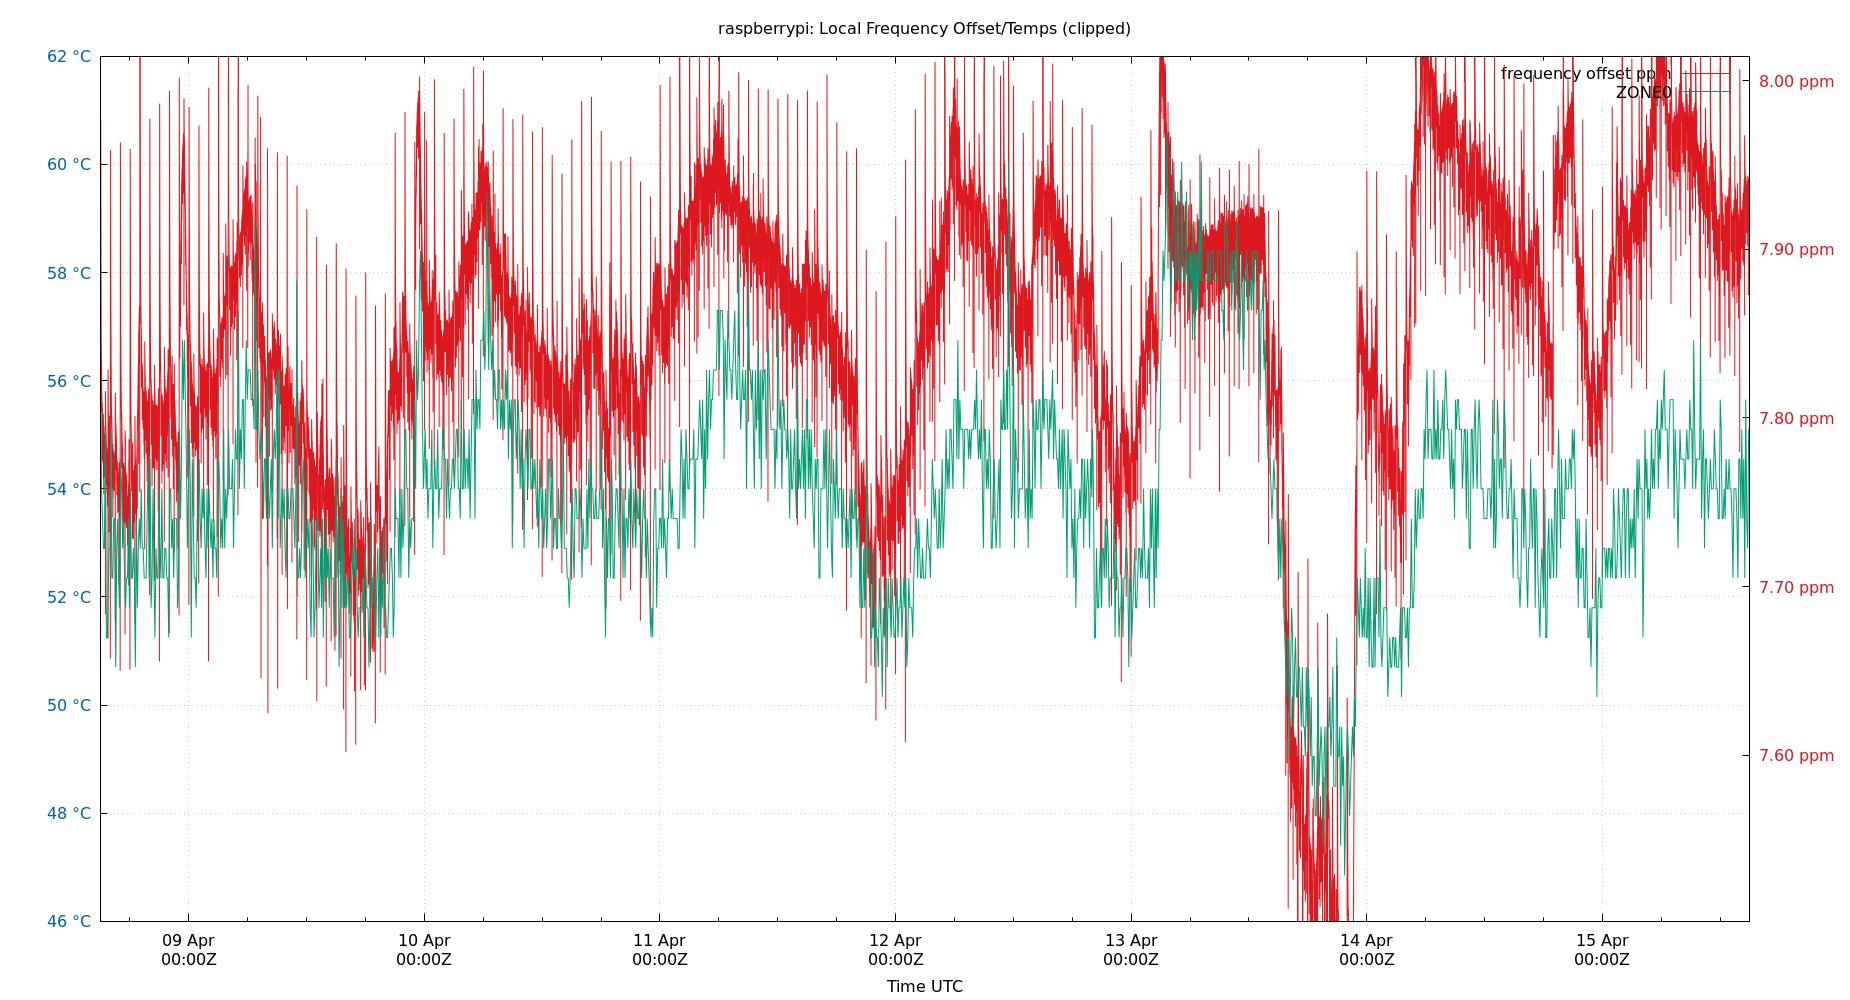 raspberrypi: Local Frequency Offset/Temps (clipped)
62 °C
60 °C
58 °C
56 °C
54 °C
52 °C
50 °C
48 °C
46 °C
frequency offset ppm
ZONE0
8.00 ppm
7.90 ppm
7.80 ppm
7.70 ppm
7.60 ppm
09 Apr
00:00Z
10 Apr
00:00Z
11 Apr
00:00Z
12 Apr
00:00Z
13 Apr
00:00Z
14 Apr
00:00Z
15 Apr
00:00Z
Time UTC